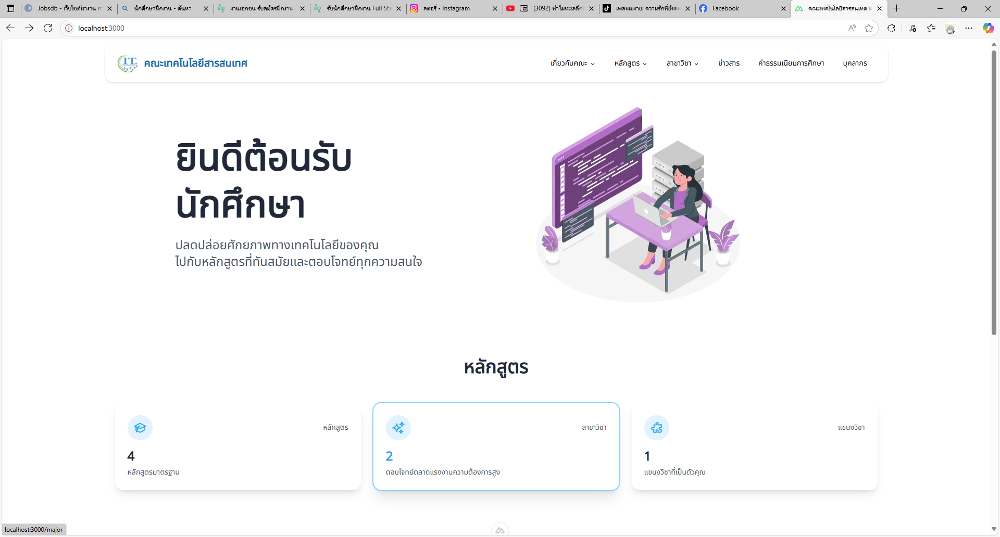 Jobsdb - เว็บไซต์หางาน
นักศึกษาฝึกงาน - ค้นหา
งานเอกชน รับสมัครฝึกงาน
รับนักศึกษาฝึกงาน Full Sta
สตอรี่ • Instagram
(3092) ทำไมทะเลลึก
เพลงงมงาย: ความรักที่ยังคง
Facebook
คณะเทคโนโลยีสารสนเทศ
localhost:3000
IT
คณะเทคโนโลยีสารสนเทศ
เกี่ยวกับคณะ
หลักสูตร
สาขาวิชา
ข่าวสาร
ค่าธรรมเนียมการศึกษา
บุคลากร
ยินดีต้อนรับ
นักศึกษา
ปลดปล่อยศักยภาพทางเทคโนโลยีของคุณ
ไปกับหลักสูตรที่ทันสมัยและตอบโจทย์ทุกความสนใจ
หลักสูตร
หลักสูตร
4
หลักสูตรมาตรฐาน
สาขาวิชา
2
ตอบโจทย์ตลาดแรงงานความต้องการสูง
แขนงวิชา
1
แขนงวิชาที่เป็นตัวคุณ
localhost:3000/major